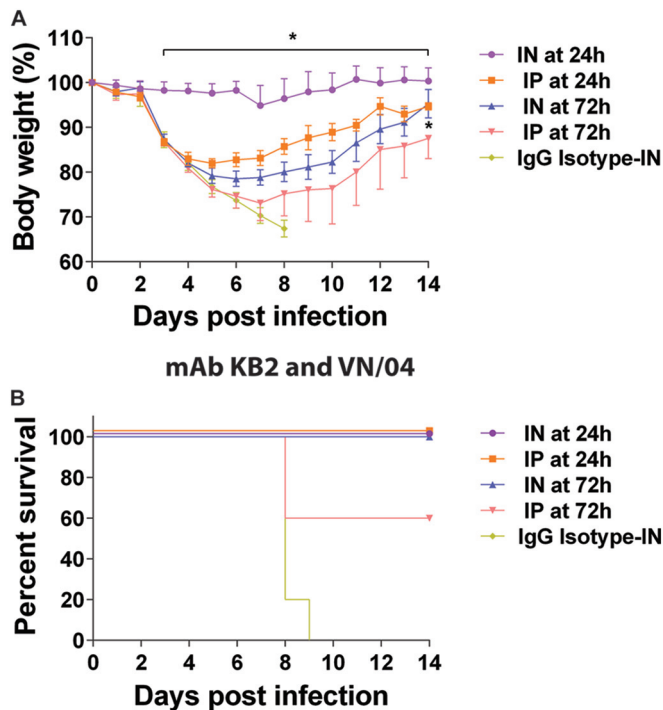 A
*
Body weight (%)
110
100
90
80
70
60
*
0 2 4 6 8 10 12 14
Days post infection
IN at 24h
IP at 24h
IN at 72h
IP at 72h
IgG Isotype-IN
mAb KB2 and VN/04
B
Percent survival
100
80
60
40
20
0
0 2 4 6 8 10 12 14
Days post infection
IN at 24h
IP at 24h
IN at 72h
IP at 72h
IgG Isotype-IN